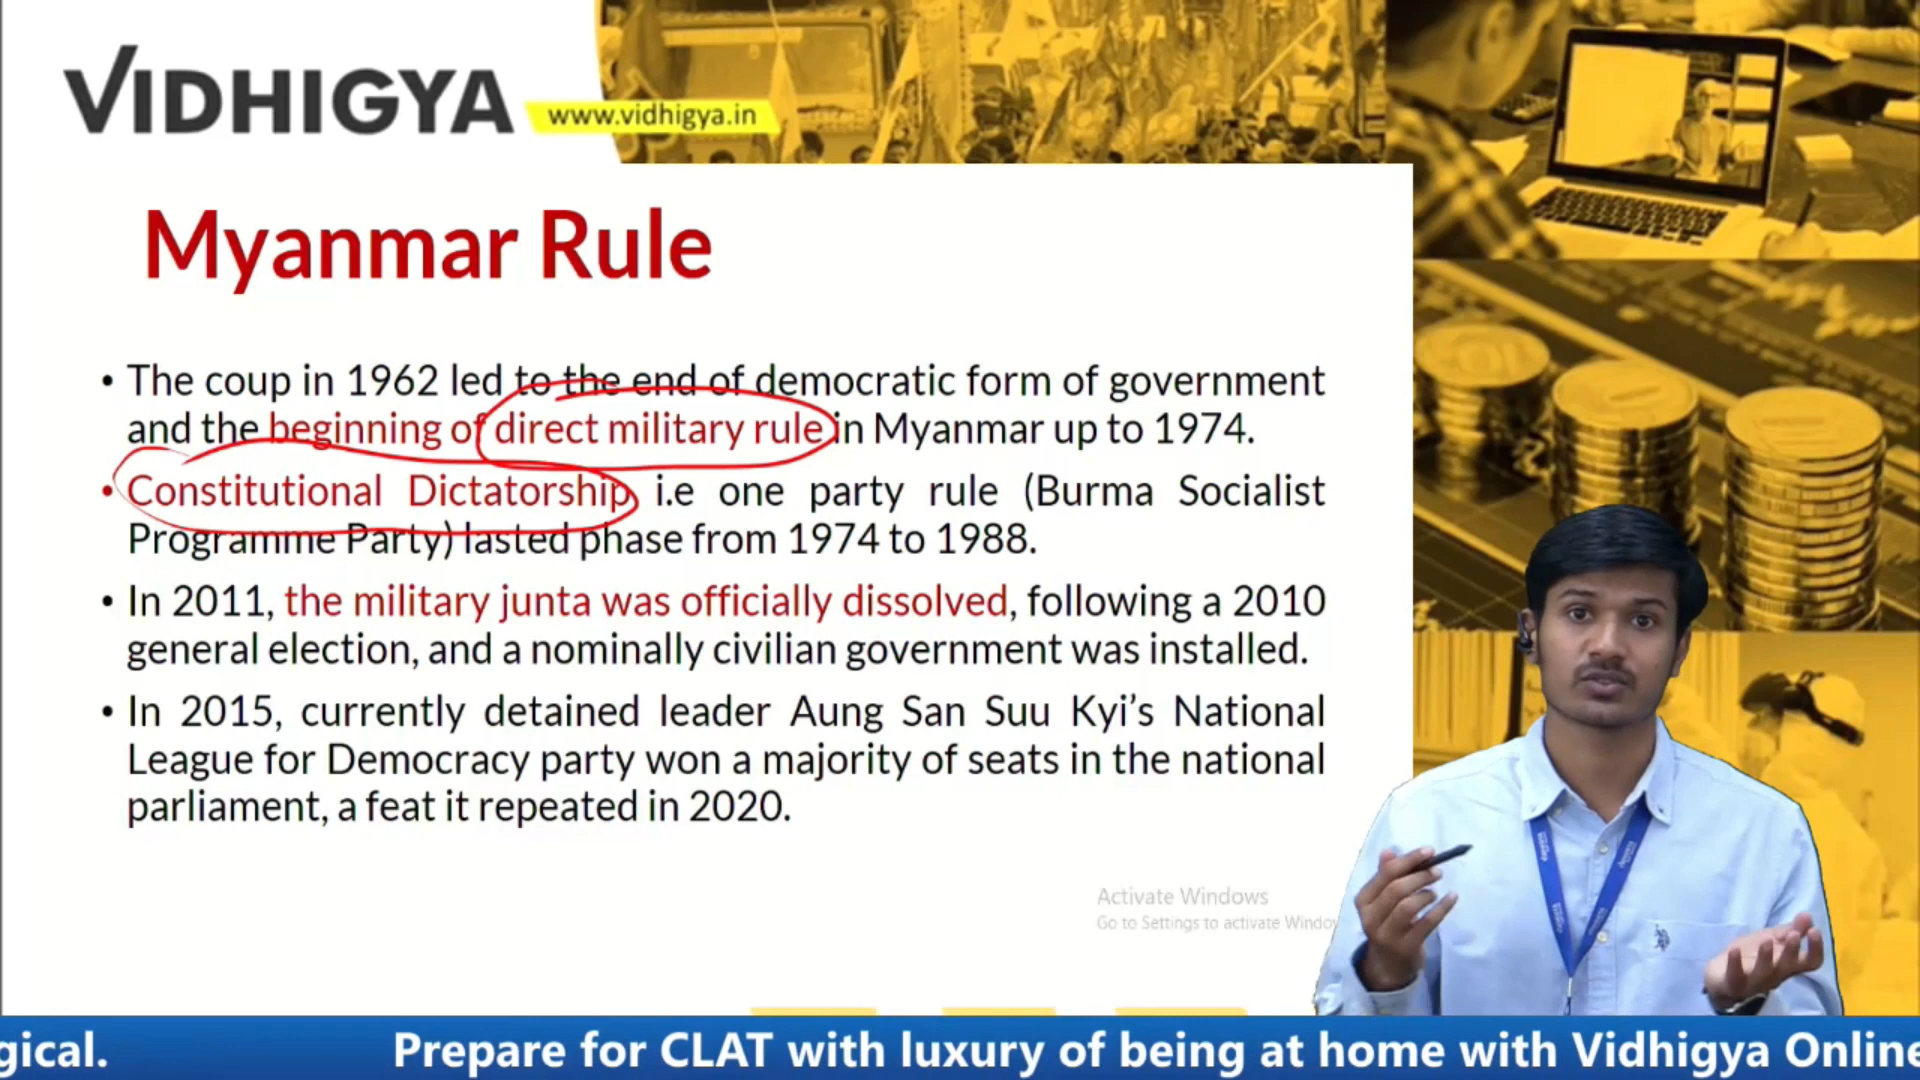 VIDHIGYA
www.vidhigya.in
Myanmar Rule
• The coup in 1962 led to the end of democratic form of government
and the beginning of direct military rule in Myanmar up to 1974.
• Constitutional Dictatorship i.e one party rule (Burma Socialist
Programme Party) lasted phase from 1974 to 1988.
• In 2011, the military junta was officially dissolved, following a 2010
general election, and a nominally civilian government was installed.
• In 2015, currently detained leader Aung San Suu Kyi’s National
League for Democracy party won a majority of seats in the national
parliament, a feat it repeated in 2020.
Activate Windows
Go to Settings to activate Windo
gical. Prepare for CLAT with luxury of being at home with Vidhigya Online